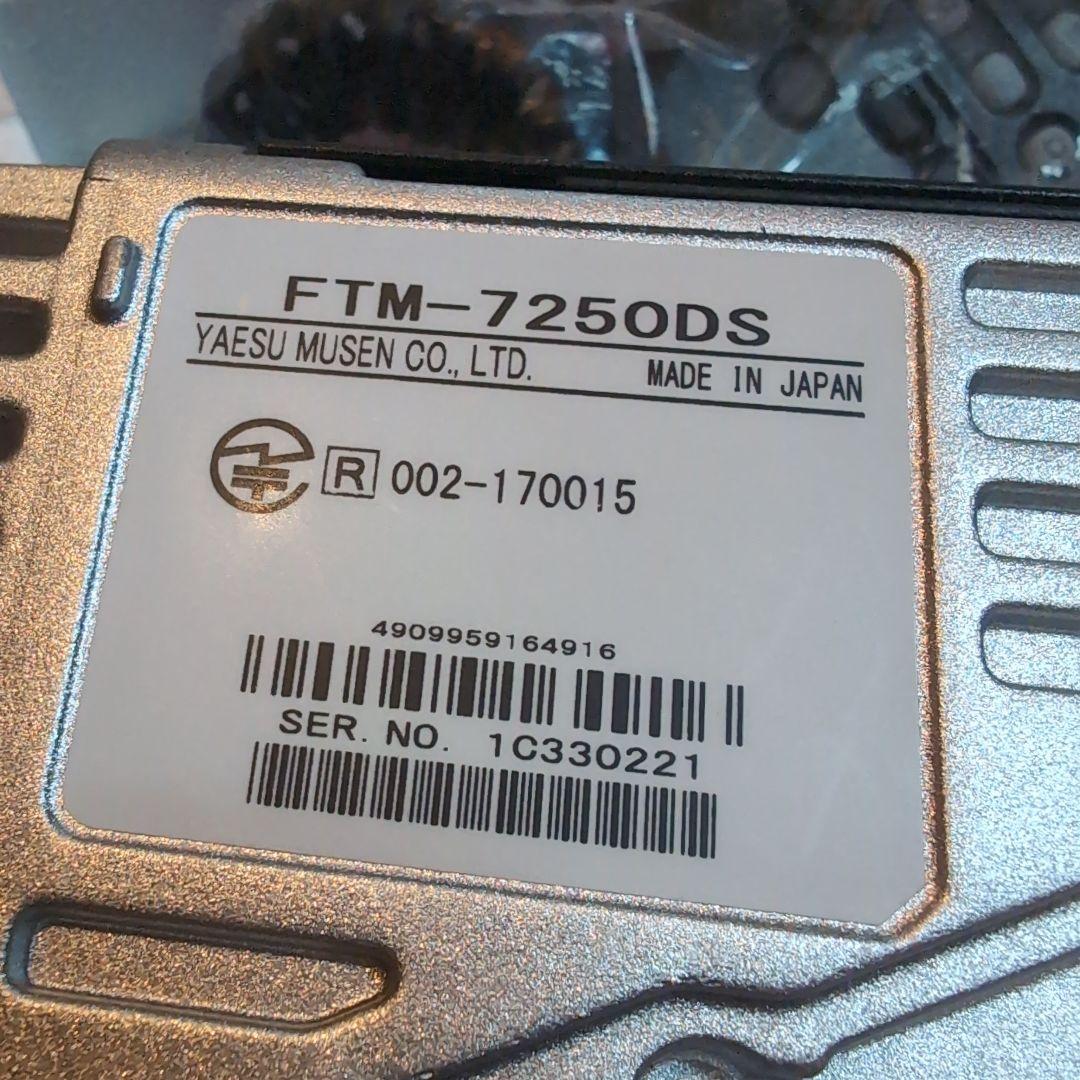 FTM-7250DS
YAESU MUSEN CO., LTD. MADE IN JAPAN
R 002-170015
4909959164916
SER. NO. 1C330221